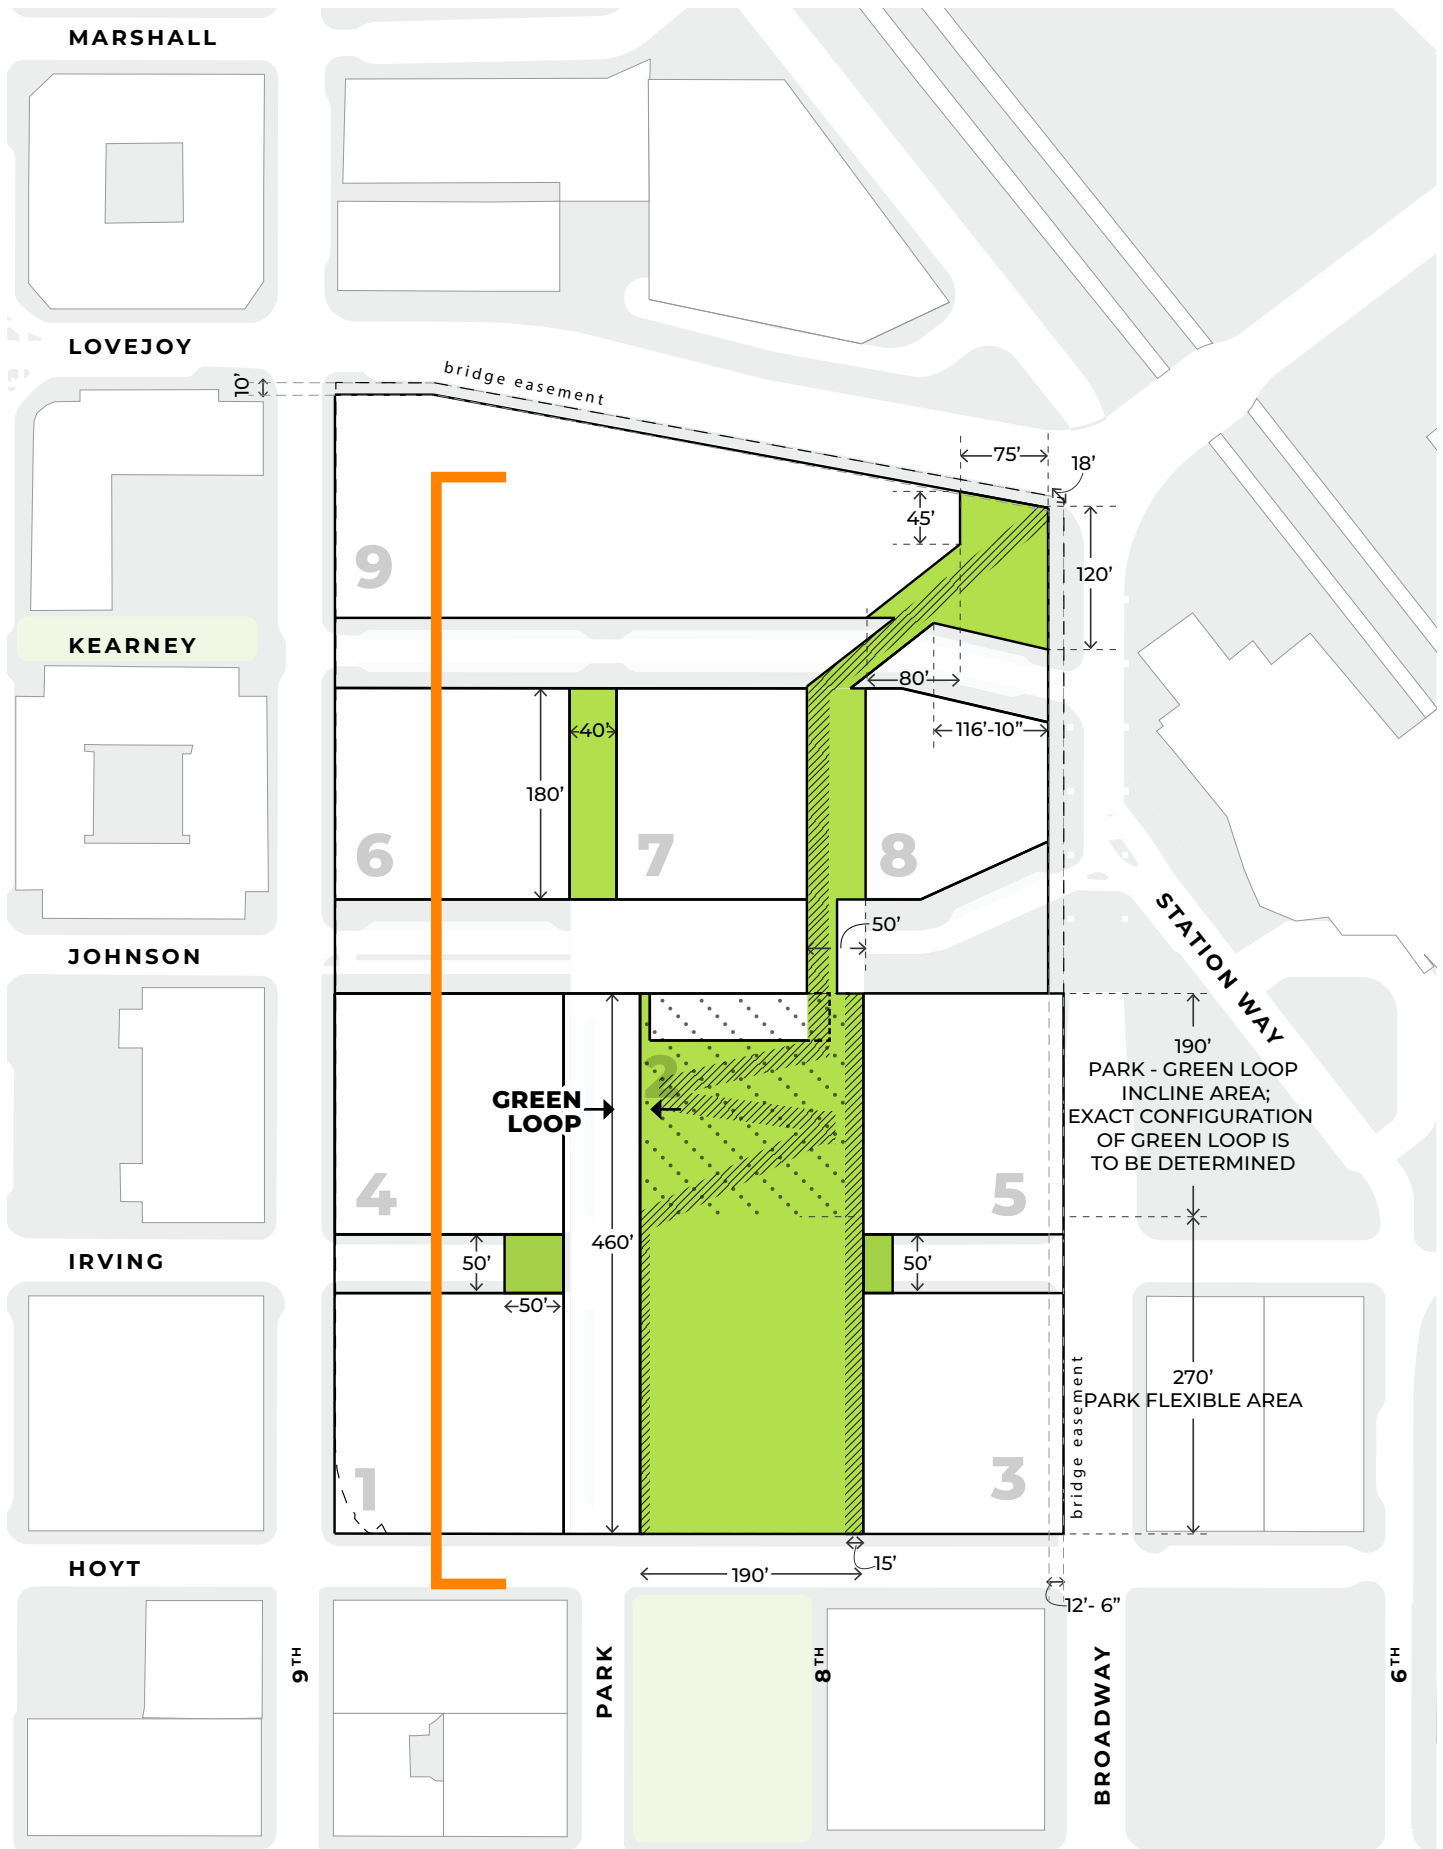 MARSHALL
LOVEJOY
10’
bridge easement
75’
18’
45’
120’
9
KEARNEY
80’
116’-10”
40’
180’
6
7
8
50’
JOHNSON
STATION WAY
190’
PARK - GREEN LOOP
INCLINE AREA;
EXACT CONFIGURATION
OF GREEN LOOP IS
TO BE DETERMINED
2
GREEN
LOOP
4
5
460’
IRVING
50’
50’
50’
270’
PARK FLEXIBLE AREA
bridge easement
1
3
HOYT
15’
190’
12’- 6”
9TH
PARK
8TH
BROADWAY
6TH